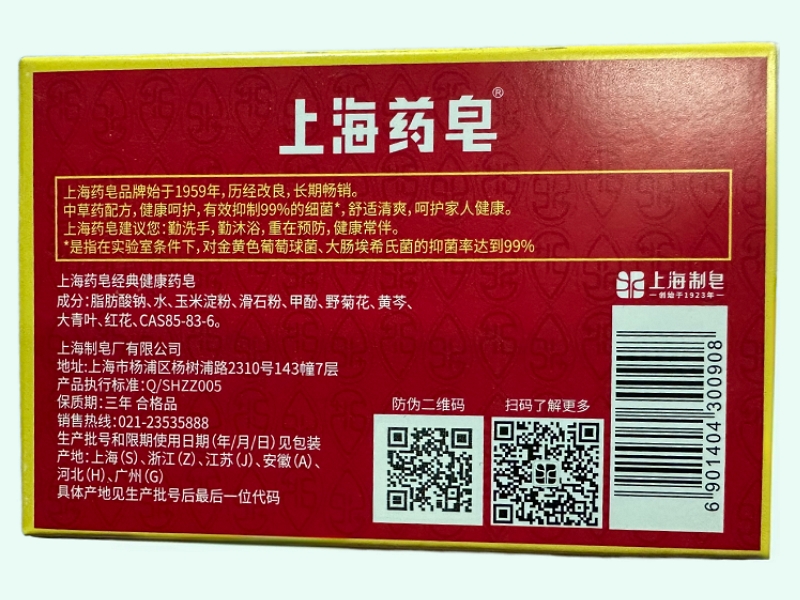 上海药皂®
上海药皂品牌始于1959年，历经改良，长期畅销。
中草药配方，健康呵护，有效抑制99%的细菌*，舒适清爽，呵护家人健康。
上海药皂建议您：勤洗手，勤沐浴，重在预防，健康常伴。
*是指在实验室条件下，对金黄色葡萄球菌、大肠埃希氏菌的抑菌率达到99%
上海药皂经典健康药皂
成分：脂肪酸钠、水、玉米淀粉、滑石粉、甲酚、野菊花、黄芩、
大青叶、红花、CAS85-83-6。
上海制皂
创始于1923年
上海制皂厂有限公司
地址：上海市杨浦区杨树浦路2310号143幢7层
产品执行标准：Q/SHZZ005
保质期：三年 合格品
销售热线：021-23535888
生产批号和限期使用日期（年/月/日）见包装
产地：上海（S）、浙江（Z）、江苏（J）、安徽（A）、
河北（H）、广州（G）
具体产地见生产批号后最后一位代码
防伪二维码
扫码了解更多
6 901404 300908